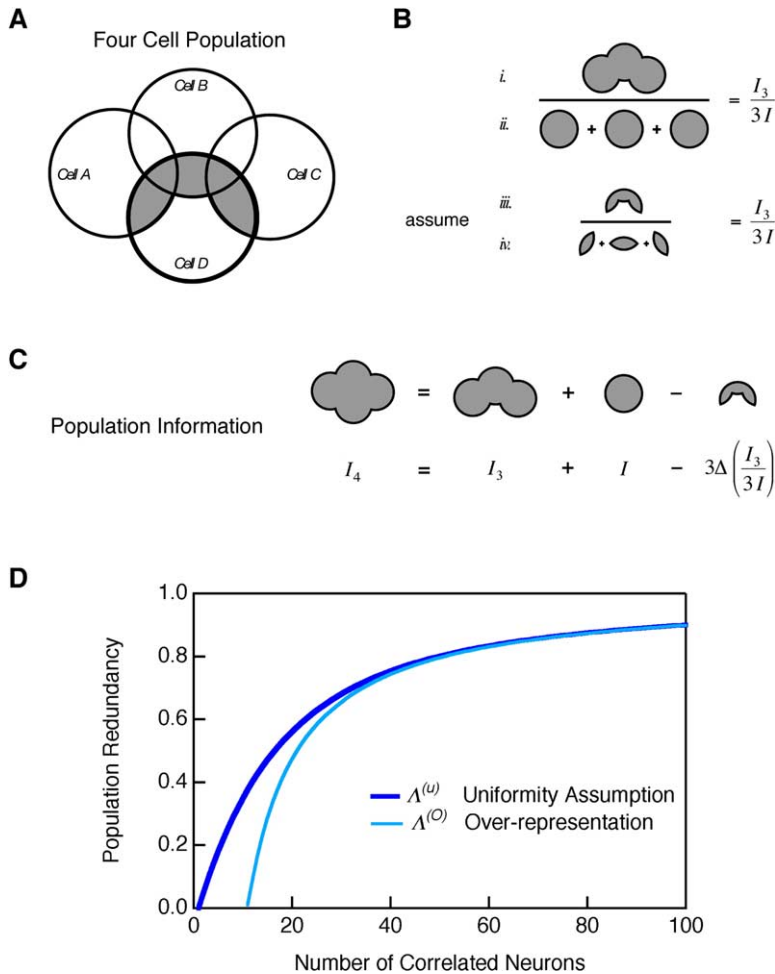 A
Four Cell Population
Cell B
Cell A
Cell C
Cell D
B
i.
ii.
+ +
= I₃ / 3I
assume
iii.
iv.
+ +
= I₃ / 3I
C
Population Information
= + −
I₄ = I₃ + I − 3Δ(I₃ / 3I)
D
Population Redundancy
1.0
0.8
0.6
0.4
0.2
0
Λ⁽ᵘ⁾ Uniformity Assumption
Λ⁽ᴼ⁾ Over-representation
0 20 40 60 80 100
Number of Correlated Neurons